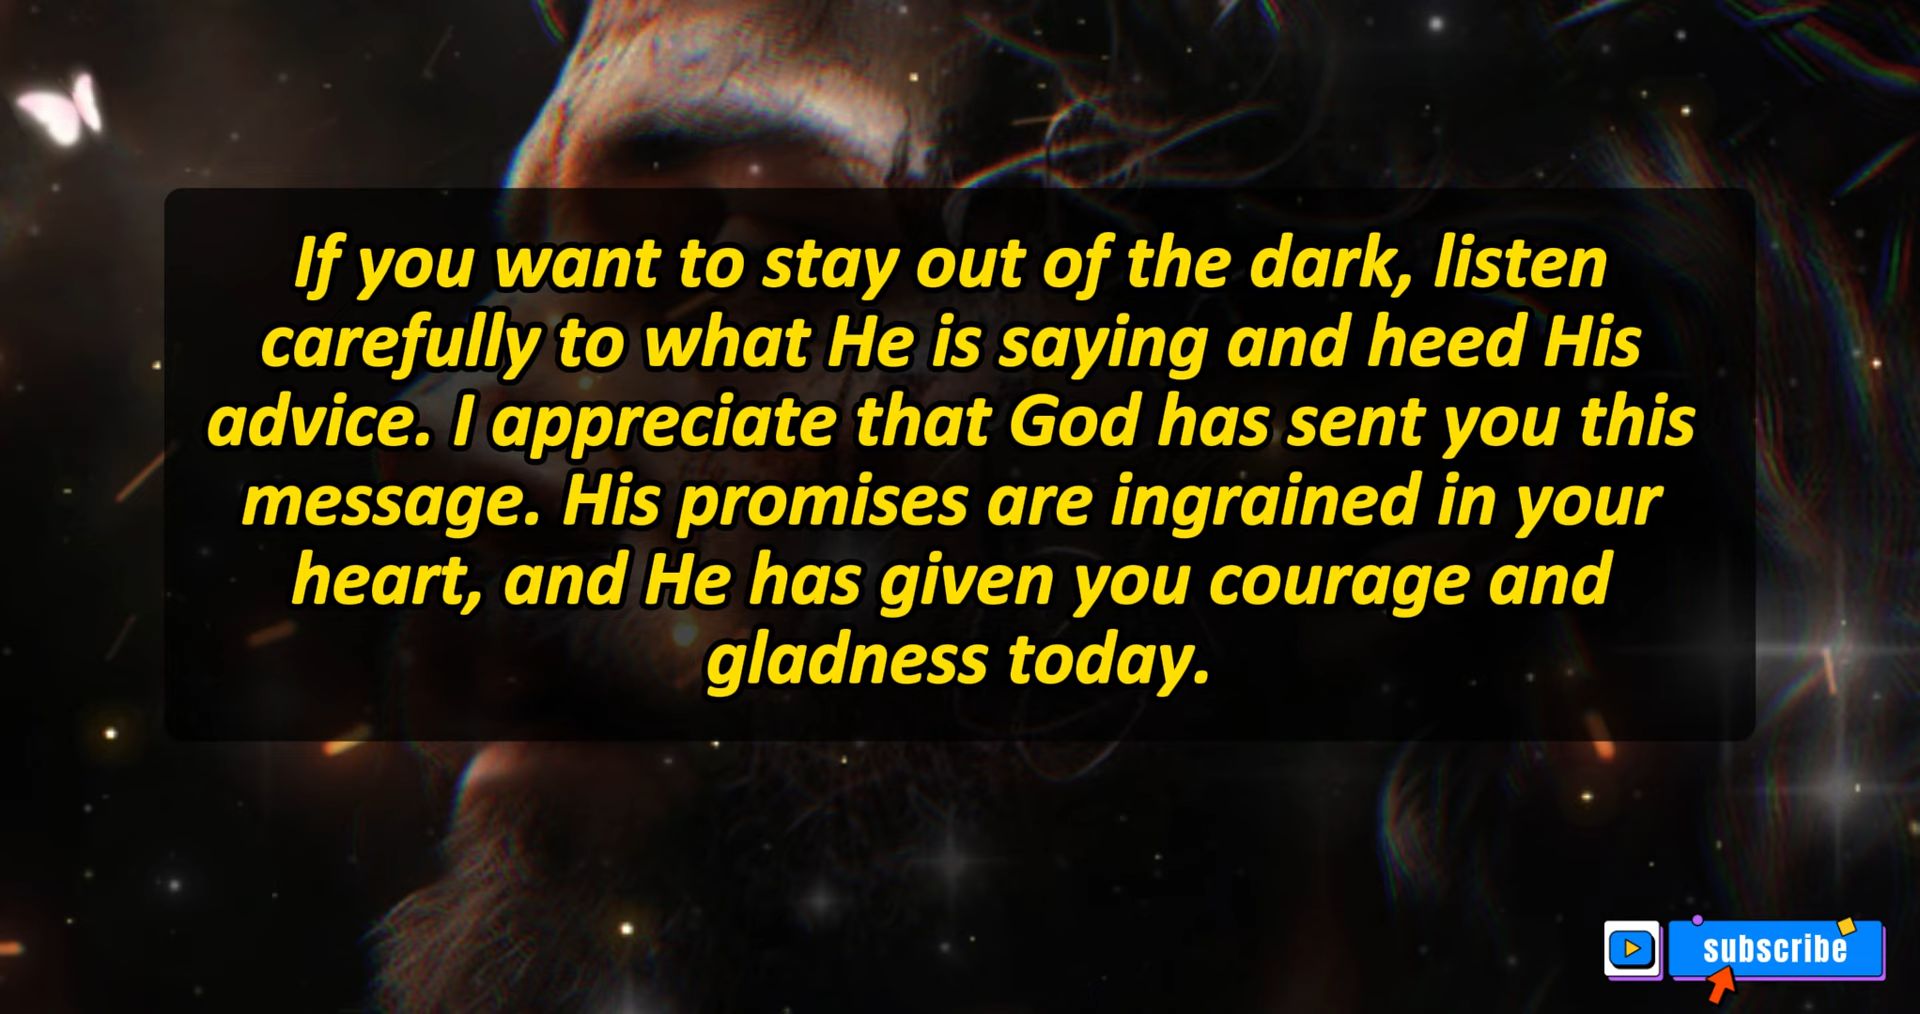 If you want to stay out of the dark, listen
carefully to what He is saying and heed His
advice. I appreciate that God has sent you this
message. His promises are ingrained in your
heart, and He has given you courage and
gladness today.
subscribe